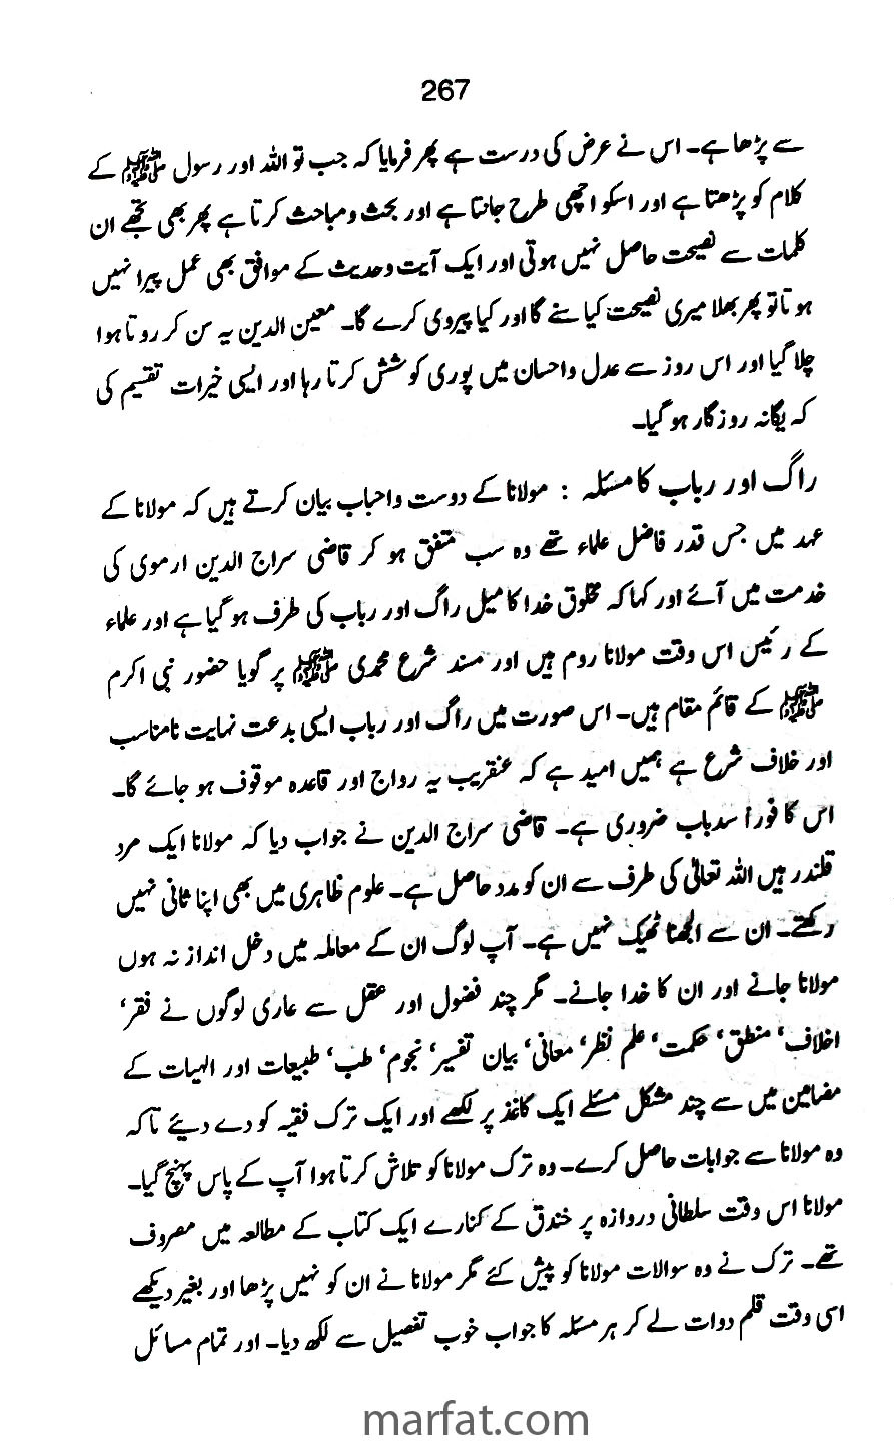 267
سے پڑھا ہے۔ اس نے عرض کی درست ہے پھر فرمایا کہ جب تو اللہ اور رسول ﷺ کے
کلام کو پڑھتا ہے اور اسکو اچھی طرح جانتا ہے اور بحث و مباحث کرتا ہے پھر بھی تجھے ان
کلمات سے نصیحت حاصل نہیں ہوتی اور ایک آیت و حدیث کے موافق بھی عمل پیرا نہیں
ہوتا تو پھر بھلا میری نصیحت کیا سنے گا اور کیا پیروی کرے گا۔ معین الدین یہ سن کر روتا ہوا
چلا گیا اور اس روز سے عدل و احسان میں پوری کوشش کرتا رہا اور ایسی خیرات تقسیم کی
کہ یگانہ روزگار ہو گیا۔
راگ اور رباب کا مسئلہ : مولانا کے دوست و احباب بیان کرتے ہیں کہ مولانا کے
عہد میں جس قدر فاضل علماء تھے وہ سب متفق ہو کر قاضی سراج الدین ارموی کی
خدمت میں آئے اور کہا کہ مخلوق خدا کا میل راگ اور رباب کی طرف ہو گیا ہے اور علماء
کے رئیس اس وقت مولانا روم ہیں اور مسند شرع محمدی ﷺ پر گویا حضور نبی اکرم
ﷺ کے قائم مقام ہیں۔ اس صورت میں راگ اور رباب ایسی بدعت نہایت نامناسب
اور خلاف شرع ہے ہمیں امید ہے کہ عنقریب یہ رواج اور قاعدہ موقوف ہو جائے گا۔
اس کا فوراً سدباب ضروری ہے۔ قاضی سراج الدین نے جواب دیا کہ مولانا ایک مرد
قلندر ہیں اللہ تعالیٰ کی طرف سے ان کو مدد حاصل ہے۔ علوم ظاہری میں بھی اپنا ثانی نہیں
رکھتے۔ ان سے الجھنا ٹھیک نہیں ہے۔ آپ لوگ ان کے معاملہ میں دخل انداز نہ ہوں
مولانا جانے اور ان کا خدا جانے۔ مگر چند فضول اور عقل سے عاری لوگوں نے فقر‘
اخلاف‘ منطق‘ حکمت‘ علم نظر‘ معانی‘ بیان تفسیر‘ نجوم‘ طب‘ طبیعات اور الہیات کے
مضامین میں سے چند مشکل مسئلے ایک کاغذ پر لکھے اور ایک ترک فقیہ کو دے دیئے تاکہ
وہ مولانا سے جوابات حاصل کرے۔ وہ ترک مولانا کو تلاش کرتا ہوا آپ کے پاس پہنچ گیا۔
مولانا اس وقت سلطانی دروازہ پر خندق کے کنارے ایک کتاب کے مطالعہ میں مصروف
تھے۔ ترک نے وہ سوالات مولانا کو پیش کئے مگر مولانا نے ان کو نہیں پڑھا اور بغیر دیکھے
اسی وقت قلم دوات لے کر ہر مسئلہ کا جواب خوب تفصیل سے لکھ دیا۔ اور تمام مسائل
marfat.com